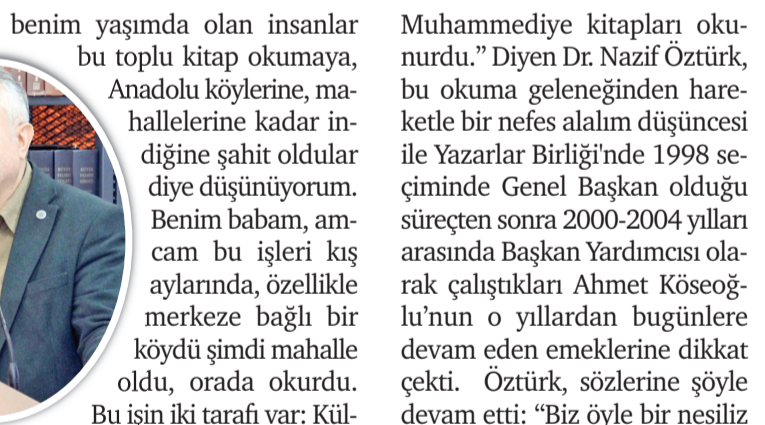 benim yaşımda olan insanlar
bu toplu kitap okumaya,
Anadolu köylerine, ma-
hallelerine kadar in-
diğine şahit oldular
diye düşünüyorum.
Benim babam, am-
cam bu işleri kış
aylarında, özellikle
merkeze bağlı bir
köydü şimdi mahalle
oldu, orada okurdu.
Bu işin iki tarafı var: Kül-
Muhammediye kitapları oku-
nurdu.” Diyen Dr. Nazif Öztürk,
bu okuma geleneğinden hare-
ketle bir nefes alalım düşüncesi
ile Yazarlar Birliği'nde 1998 se-
çiminde Genel Başkan olduğu
süreçten sonra 2000-2004 yılları
arasında Başkan Yardımcısı ola-
rak çalıştıkları Ahmet Köseoğ-
lu’nun o yıllardan bugünlere
devam eden emeklerine dikkat
çekti. Öztürk, sözlerine şöyle
devam etti: “Biz öyle bir nesiliz